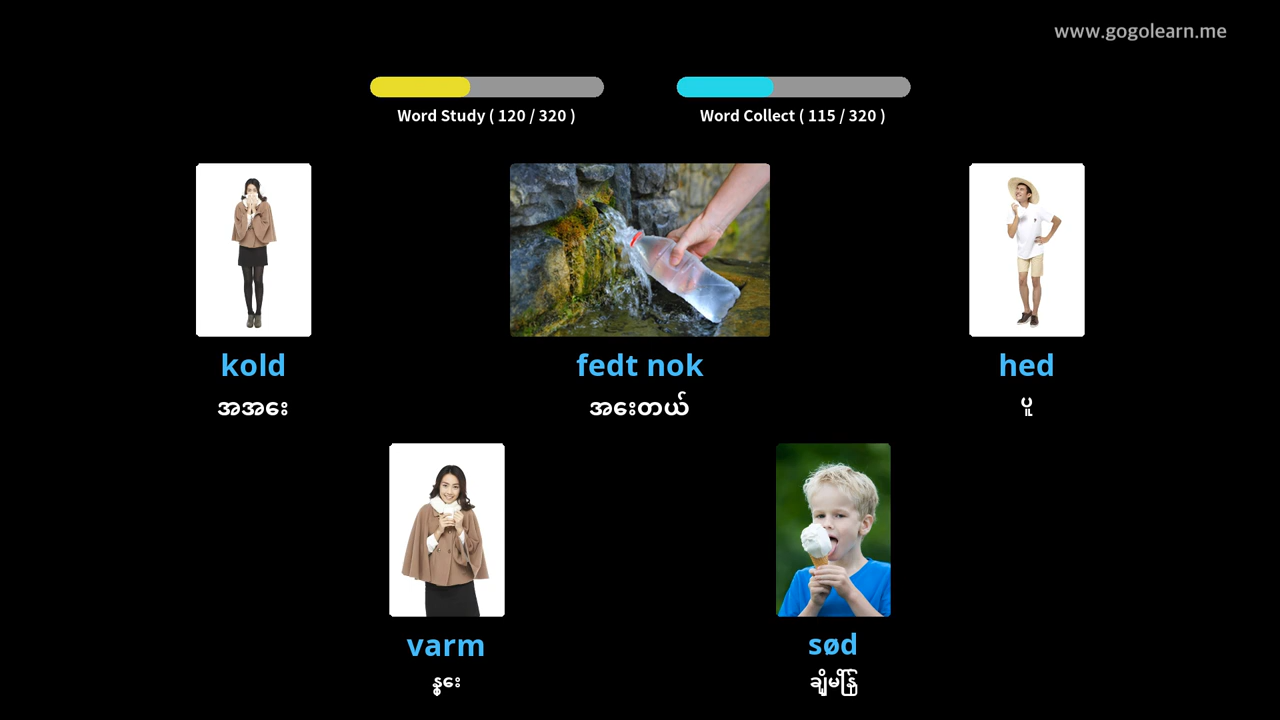 www.gogolearn.me
Word Study ( 120 / 320 )
Word Collect ( 115 / 320 )
kold
အအေး
fedt nok
အေးတယ်
hed
ပူ
varm
နွေး
sød
ချိုမြိန်